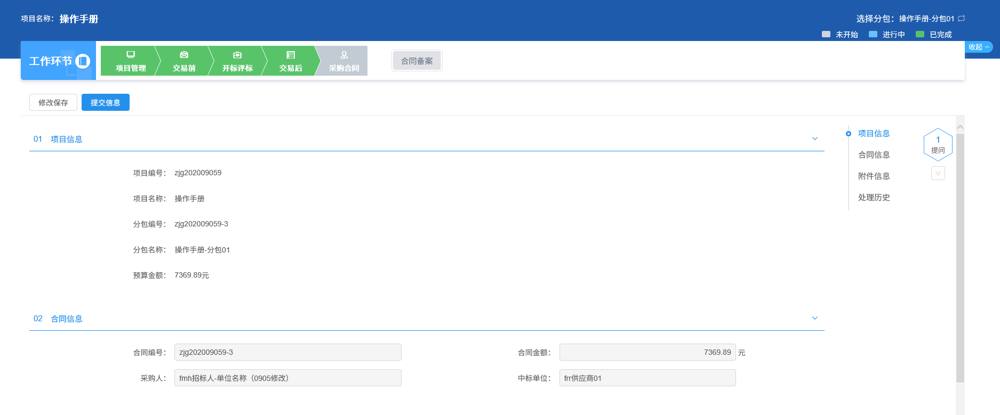 项目名称： 操作手册
选择分包：操作手册-分包01
未开始 进行中 已完成
工作环节
项目管理 交易前 开标评标 交易后 采购合同
合同备案
收起
修改保存 提交信息
01 项目信息
项目编号： zjg202009059
项目名称： 操作手册
分包编号： zjg202009059-3
分包名称： 操作手册-分包01
预算金额： 7369.89元
02 合同信息
合同编号： zjg202009059-3 合同金额： 7369.89 元
采购人： fmh招标人-单位名称（0905修改） 中标单位： frr供应商01
项目信息
合同信息
附件信息
处理历史
1
提问